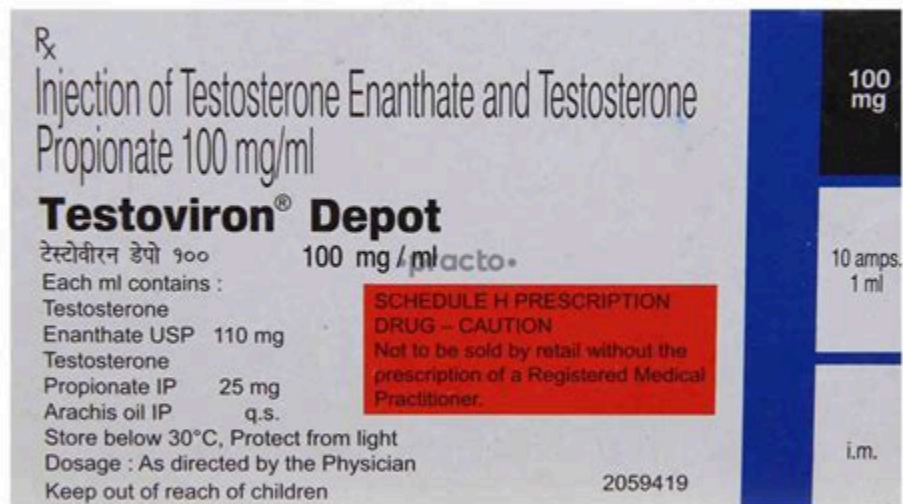 Rx
Injection of Testosterone Enanthate and Testosterone
Propionate 100 mg/ml
Testoviron® Depot
टेस्टोवीरन डेपो १००
100 mg / ml
•practo•
Each ml contains :
Testosterone
Enanthate USP 110 mg
Testosterone
Propionate IP 25 mg
Arachis oil IP q.s.
Store below 30°C, Protect from light
Dosage : As directed by the Physician
Keep out of reach of children
SCHEDULE H PRESCRIPTION
DRUG – CAUTION
Not to be sold by retail without the
prescription of a Registered Medical
Practitioner.
2059419
100
mg
10 amps.
1 ml
i.m.